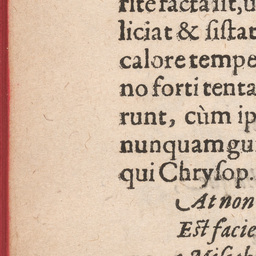 rite facta sit, u
liciat & ſiſtat
calore tempe
no forti tenta
runt, cùm ip
nunquam gu
qui Chryſop.
At non
Eſt facie